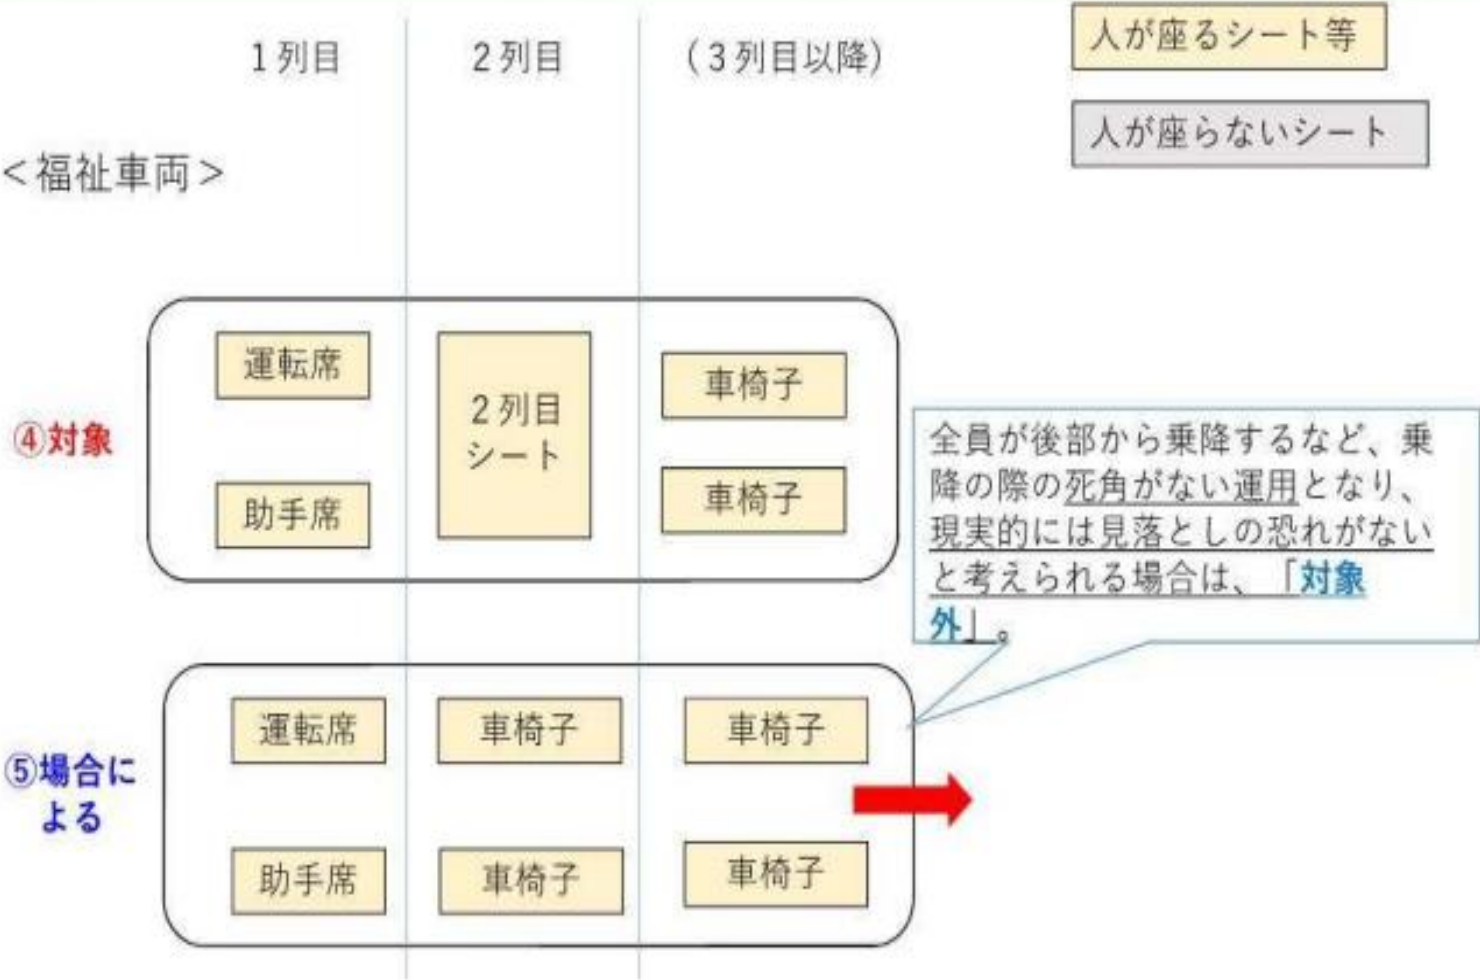 1列目
2列目
(3列目以降)
人が座るシート等
人が座らないシート
<福祉車両>
④対象
運転席
助手席
2列目
シート
車椅子
車椅子
全員が後部から乗降するなど、乗
降の際の死角がない運用となり、
現実的には見落としの恐れがない
と考えられる場合は、「対象
外」。
⑤場合に
よる
運転席
車椅子
車椅子
助手席
車椅子
車椅子